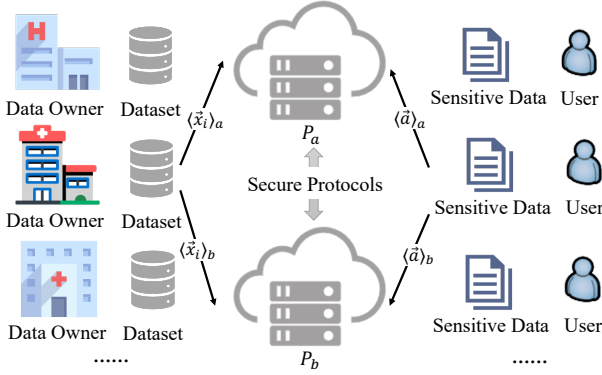 H
Data Owner
Dataset
⟨x⃗ᵢ⟩ₐ
Pₐ
⟨a⃗⟩ₐ
Sensitive Data
User
Data Owner
Dataset
Secure Protocols
Sensitive Data
User
⟨x⃗ᵢ⟩_b
⟨a⃗⟩_b
Data Owner
Dataset
P_b
Sensitive Data
User
......
......